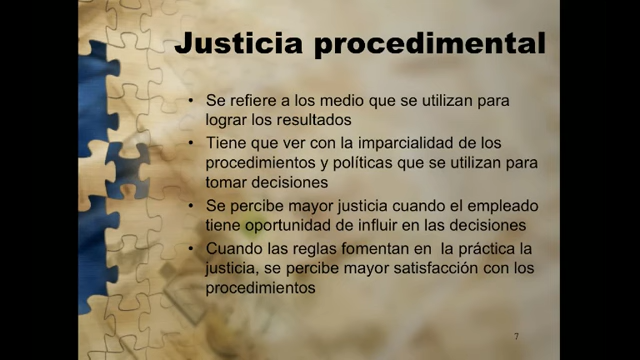 Justicia procedimental
• Se refiere a los medio que se utilizan para
lograr los resultados
• Tiene que ver con la imparcialidad de los
procedimientos y políticas que se utilizan para
tomar decisiones
• Se percibe mayor justicia cuando el empleado
tiene oportunidad de influir en las decisiones
• Cuando las reglas fomentan en  la práctica la
justicia, se percibe mayor satisfacción con los
procedimientos
7